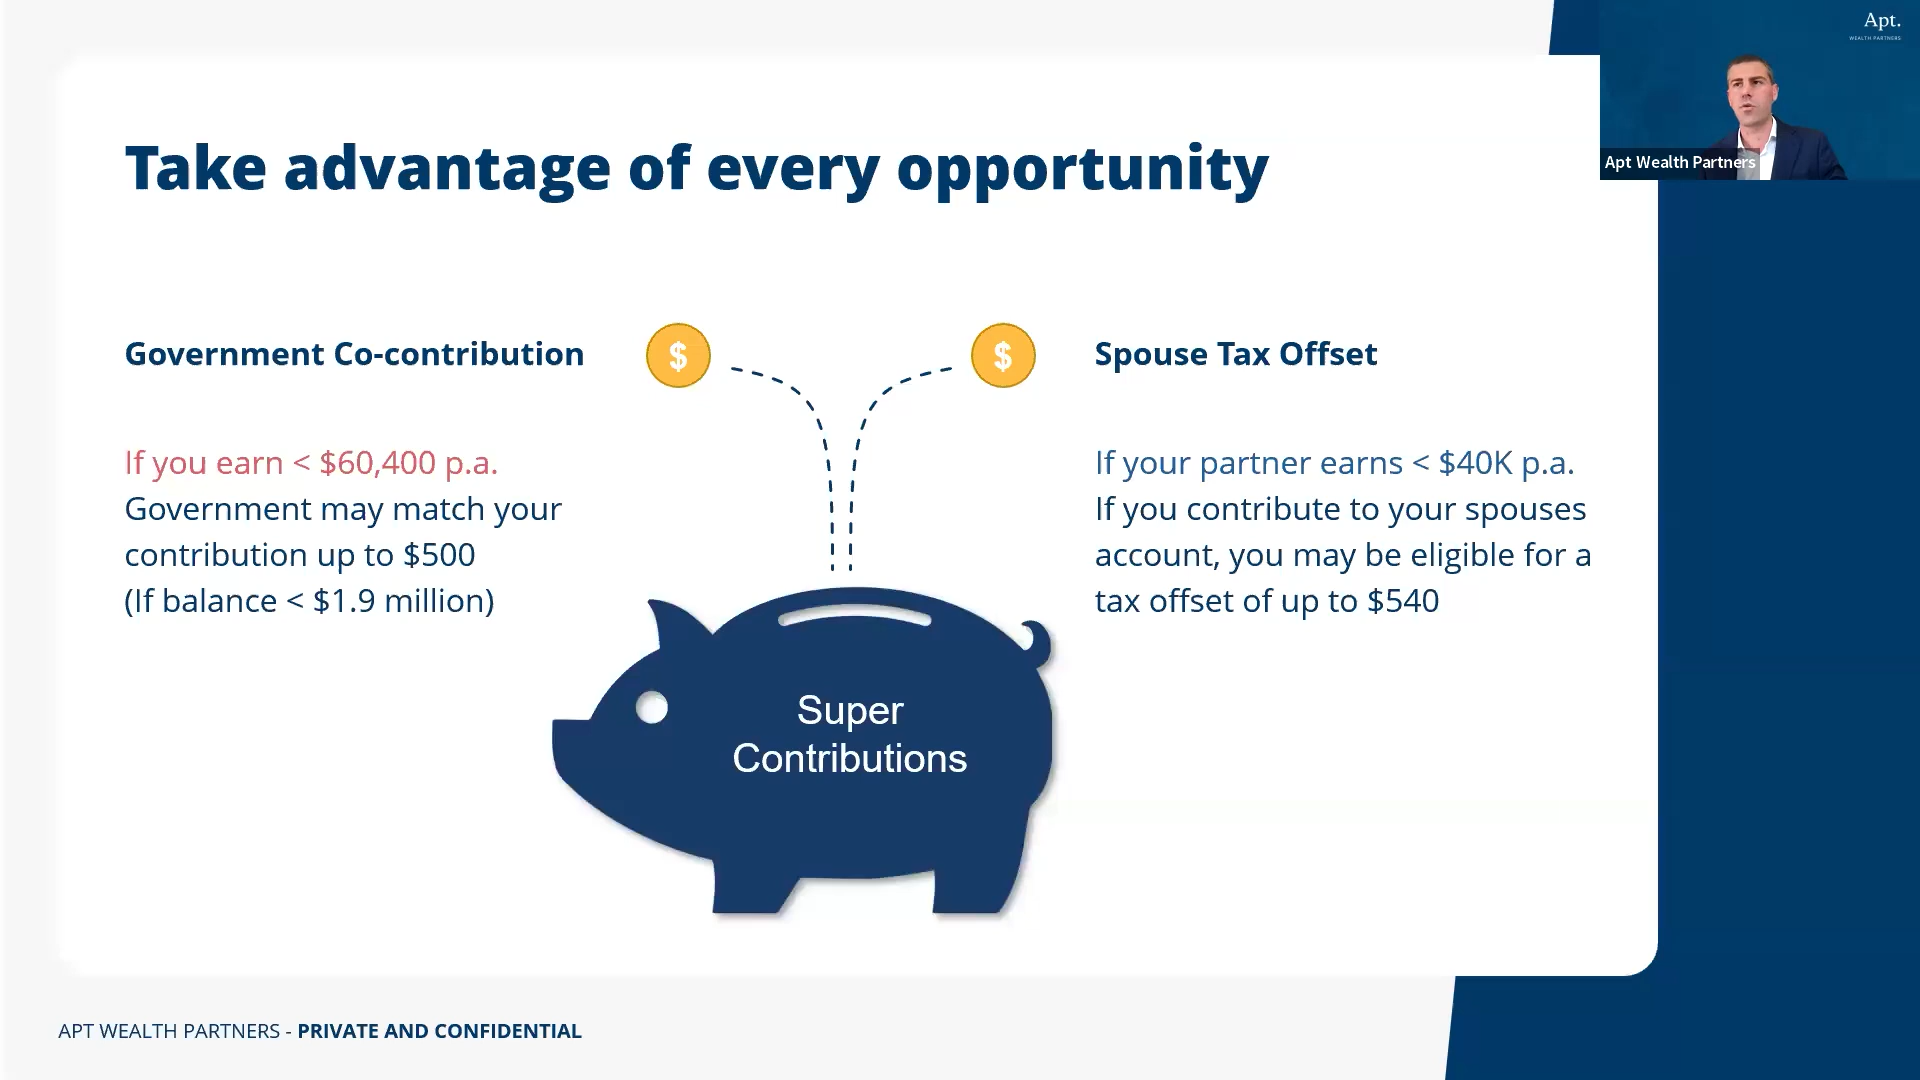 Apt.
WEALTH PARTNERS
Apt Wealth Partners
Take advantage of every opportunity
Government Co-contribution
$
$
Spouse Tax Offset
If you earn < $60,400 p.a.
Government may match your
contribution up to $500
(If balance < $1.9 million)
If your partner earns < $40K p.a.
If you contribute to your spouses
account, you may be eligible for a
tax offset of up to $540
Super
Contributions
APT WEALTH PARTNERS - PRIVATE AND CONFIDENTIAL